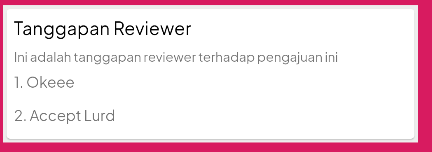 Tanggapan Reviewer
Ini adalah tanggapan reviewer terhadap pengajuan ini
1. Okeee
2. Accept Lurd